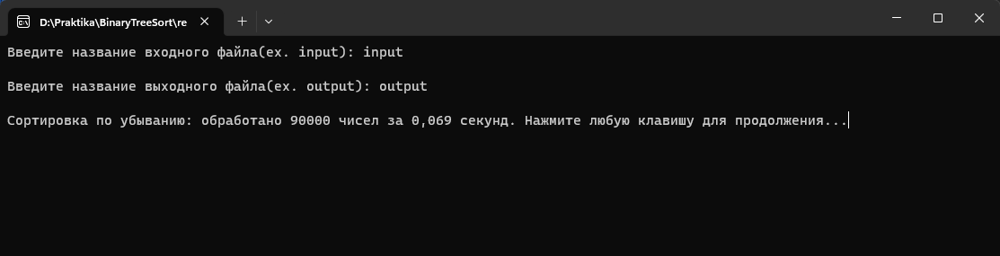 D:\Praktika\BinaryTreeSort\re
Введите название входного файла(ex. input): input
Введите название выходного файла(ex. output): output
Сортировка по убыванию: обработано 90000 чисел за 0,069 секунд. Нажмите любую клавишу для продолжения...